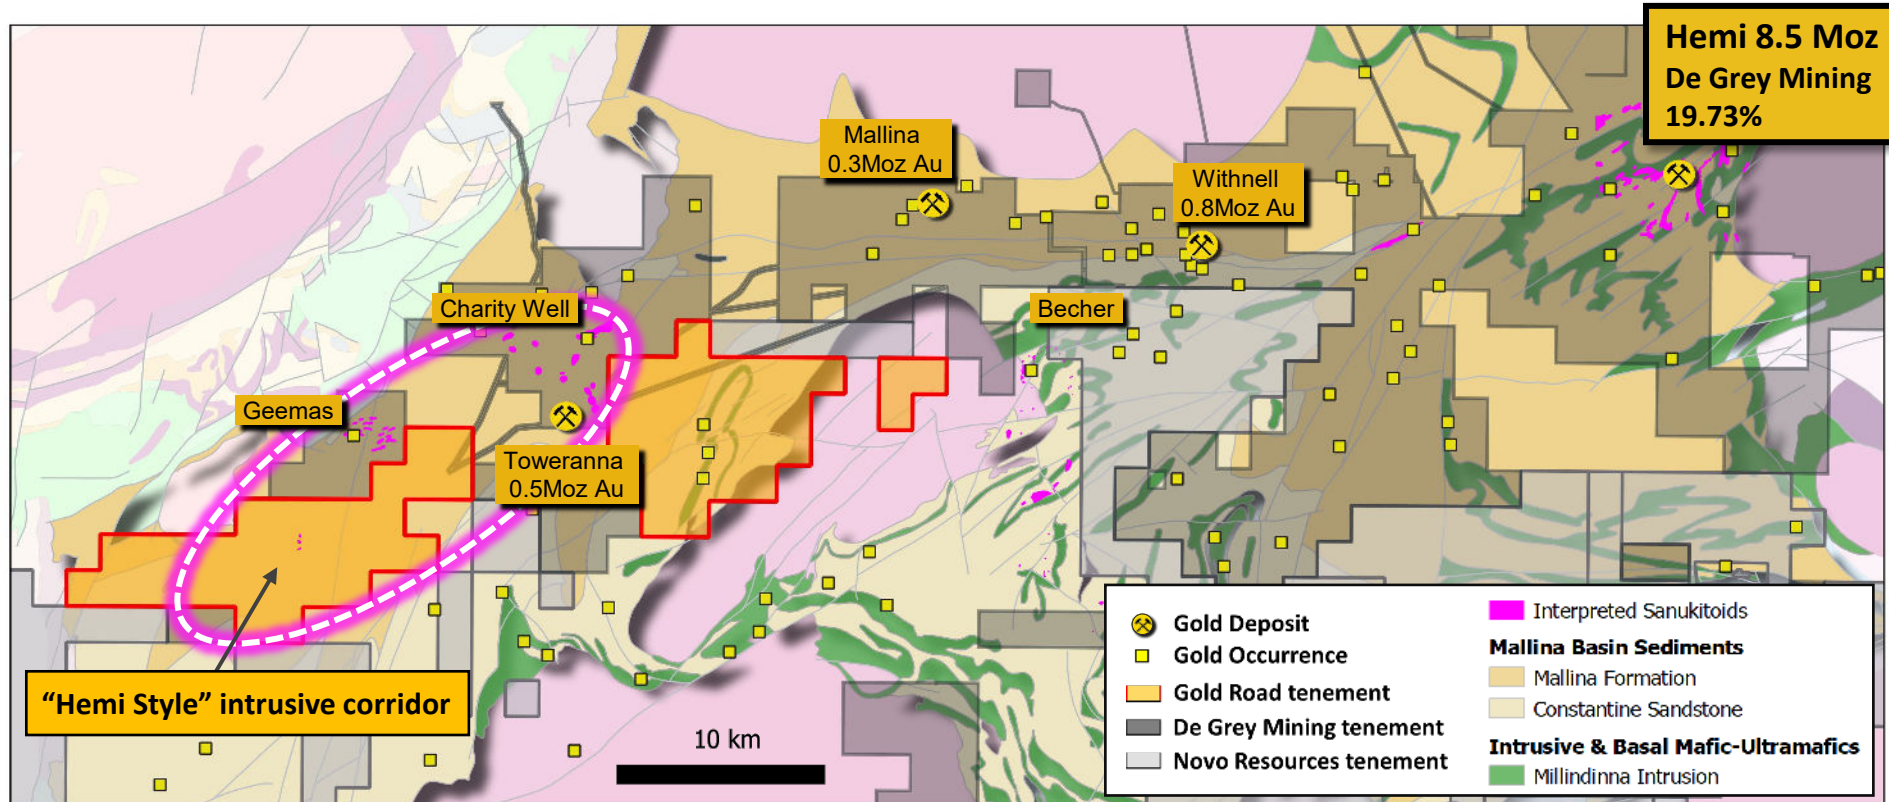 Hemi 8.5 Moz
De Grey Mining
19.73%
Mallina
0.3Moz Au
Withnell
0.8Moz Au
Charity Well
Becher
Geemas
Toweranna
0.5Moz Au
“Hemi Style” intrusive corridor
10 km
Gold Deposit
Gold Occurrence
Gold Road tenement
De Grey Mining tenement
Novo Resources tenement
Interpreted Sanukitoids
Mallina Basin Sediments
Mallina Formation
Constantine Sandstone
Intrusive & Basal Mafic-Ultramafics
Millindinna Intrusion